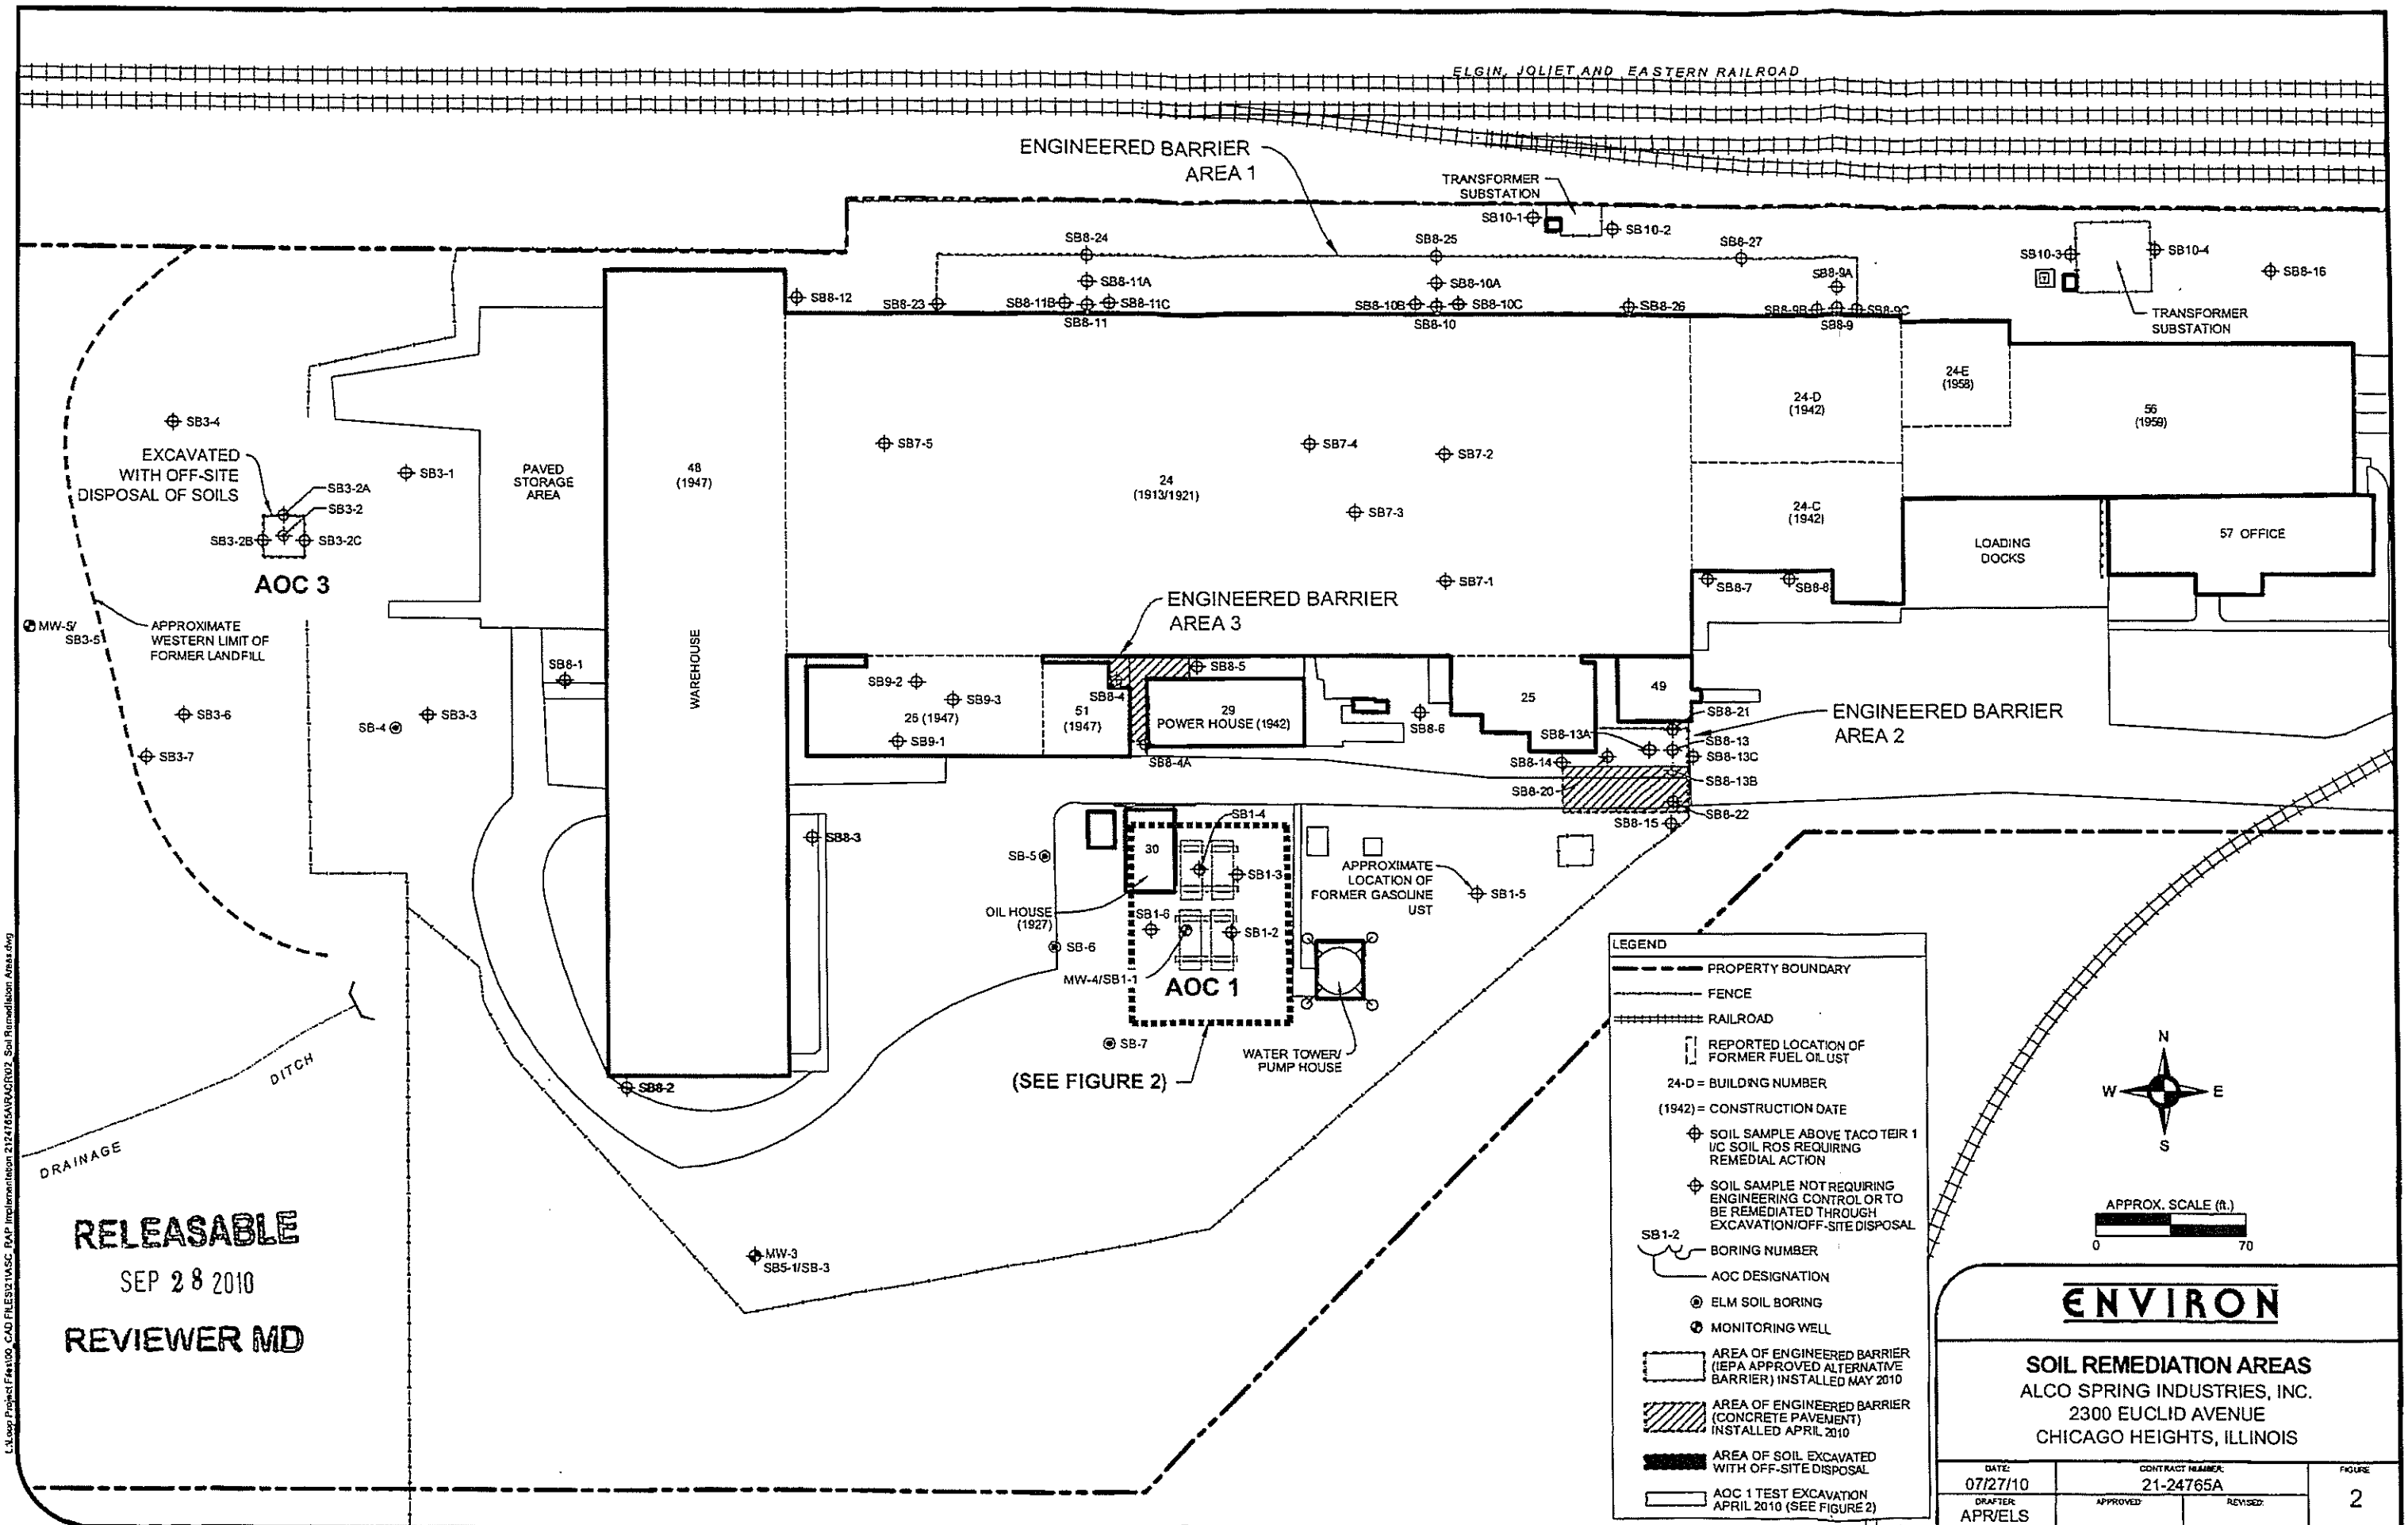 ELGIN, JOLIET AND EASTERN RAILROAD
ENGINEERED BARRIER
AREA 1
TRANSFORMER
SUBSTATION
SB10-1
SB10-2
SB8-24
SB8-25
SB8-27
SB10-3
SB10-4
SB8-16
SB8-12
SB8-23
SB8-11A
SB8-11B
SB8-11C
SB8-11
SB8-10A
SB8-10B
SB8-10C
SB8-10
SB8-26
SB8-9A
SB8-9B
SB8-9C
SB8-9
TRANSFORMER
SUBSTATION
24-E
(1958)
24-D
(1942)
56
(1959)
SB3-4
EXCAVATED
WITH OFF-SITE
DISPOSAL OF SOILS
SB3-1
SB3-2A
SB3-2
SB3-2B
SB3-2C
AOC 3
PAVED
STORAGE
AREA
48
(1947)
WAREHOUSE
SB7-5
SB7-4
SB7-2
24
(1913/1921)
SB7-3
SB7-1
24-C
(1942)
LOADING
DOCKS
57 OFFICE
SB8-7
SB8-8
MW-5/
SB3-5
APPROXIMATE
WESTERN LIMIT OF
FORMER LANDFILL
ENGINEERED BARRIER
AREA 3
SB8-1
SB9-2
SB9-3
26 (1947)
SB9-1
51
(1947)
SB8-4
SB8-5
29
POWER HOUSE (1942)
SB8-4A
SB8-6
25
49
SB8-21
ENGINEERED BARRIER
AREA 2
SB8-13A
SB8-13
SB8-13C
SB8-14
SB8-13B
SB8-20
SB8-22
SB8-15
SB3-6
SB-4
SB3-3
SB3-7
SB8-3
SB-5
30
SB1-4
SB1-3
OIL HOUSE
(1927)
SB1-6
SB1-2
SB-6
MW-4/SB1-1
AOC 1
APPROXIMATE
LOCATION OF
FORMER GASOLINE
UST
SB1-5
SB-7
(SEE FIGURE 2)
WATER TOWER/
PUMP HOUSE
SB8-2
DRAINAGE
DITCH
MW-3
SB5-1/SB-3
RELEASABLE
SEP 28 2010
REVIEWER MD
LEGEND
PROPERTY BOUNDARY
FENCE
RAILROAD
REPORTED LOCATION OF
FORMER FUEL OIL UST
24-D = BUILDING NUMBER
(1942) = CONSTRUCTION DATE
SOIL SAMPLE ABOVE TACO TEIR 1
I/C SOIL ROS REQUIRING
REMEDIAL ACTION
SOIL SAMPLE NOT REQUIRING
ENGINEERING CONTROL OR TO
BE REMEDIATED THROUGH
EXCAVATION/OFF-SITE DISPOSAL
SB1-2
BORING NUMBER
AOC DESIGNATION
ELM SOIL BORING
MONITORING WELL
AREA OF ENGINEERED BARRIER
(IEPA APPROVED ALTERNATIVE
BARRIER) INSTALLED MAY 2010
AREA OF ENGINEERED BARRIER
(CONCRETE PAVEMENT)
INSTALLED APRIL 2010
AREA OF SOIL EXCAVATED
WITH OFF-SITE DISPOSAL
AOC 1 TEST EXCAVATION
APRIL 2010 (SEE FIGURE 2)
N
W E
S
APPROX. SCALE (ft.)
0 70
ENVIRON
SOIL REMEDIATION AREAS
ALCO SPRING INDUSTRIES, INC.
2300 EUCLID AVENUE
CHICAGO HEIGHTS, ILLINOIS
DATE:
07/27/10
CONTRACT NUMBER:
21-24765A
FIGURE
2
DRAFTER:
APR/ELS
APPROVED:
REVISED: